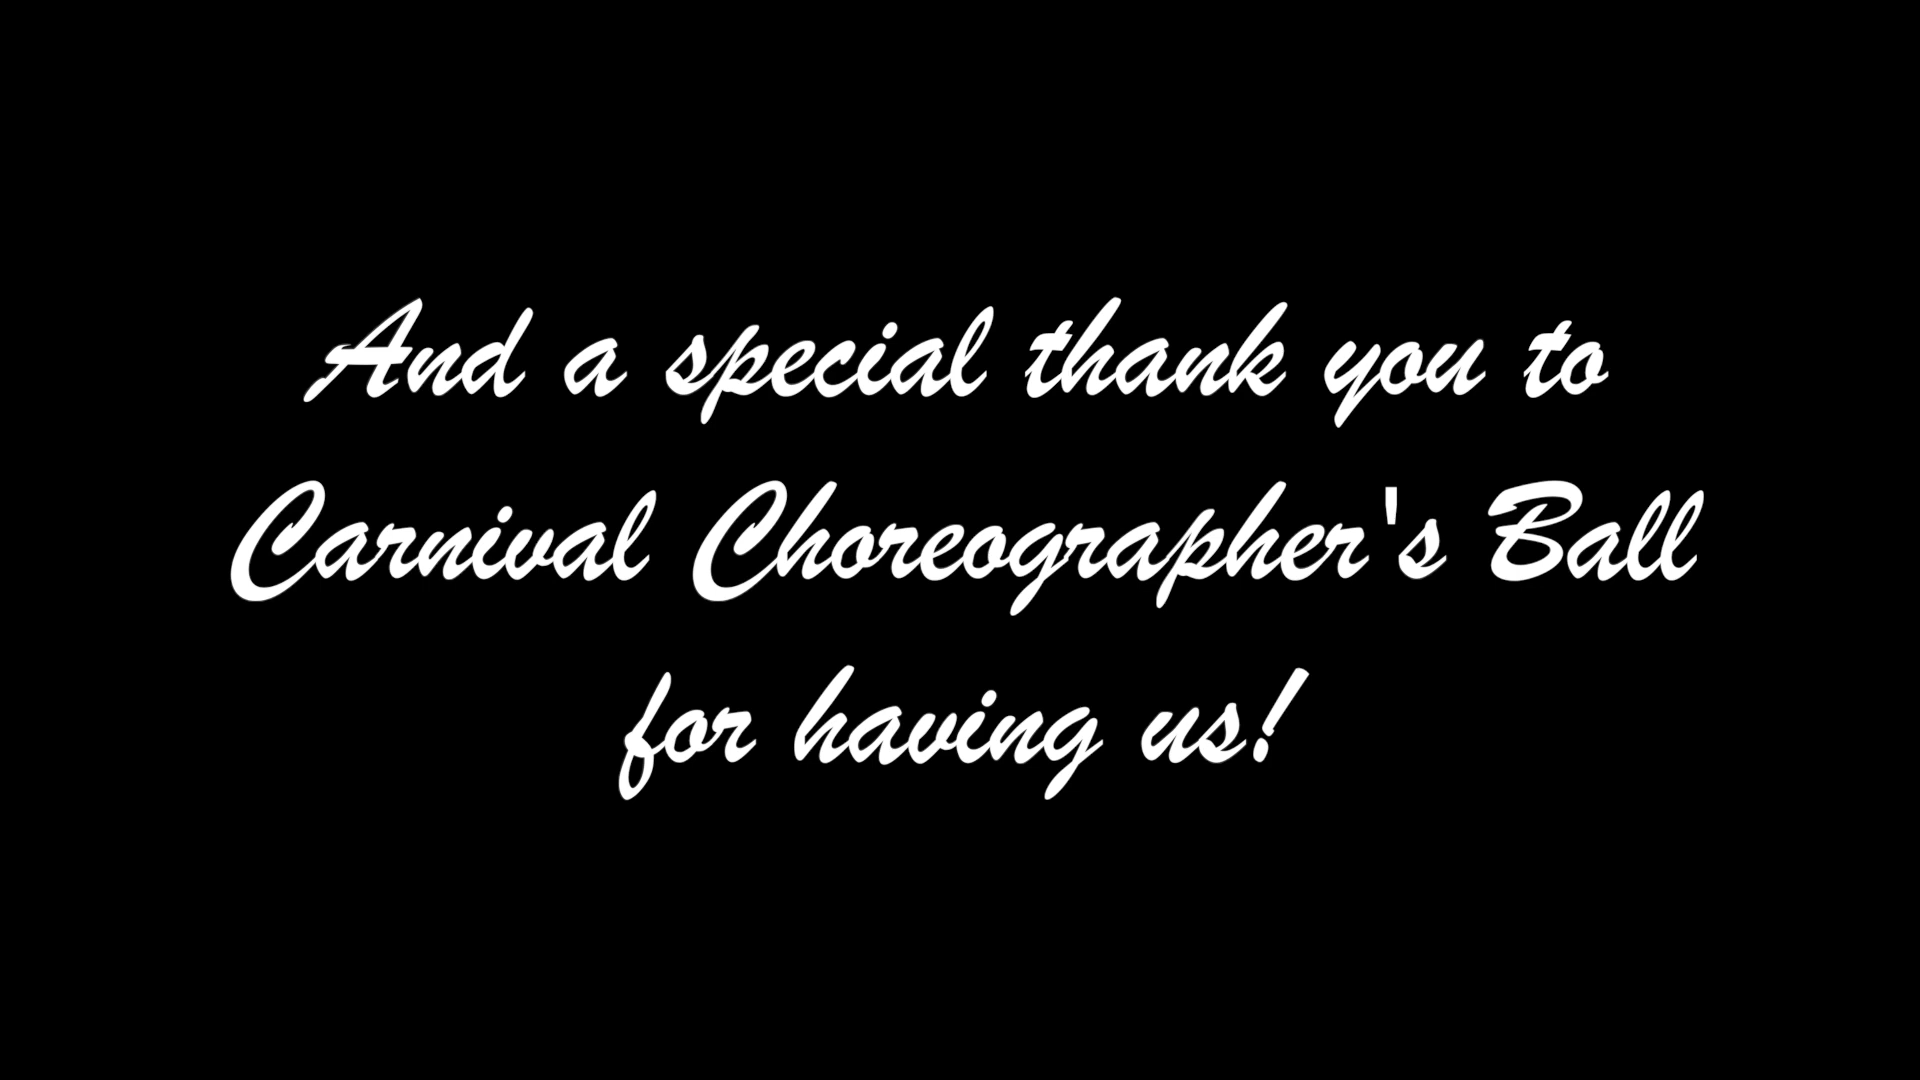 And a special thank you to
Carnival Choreographer's Ball
for having us!